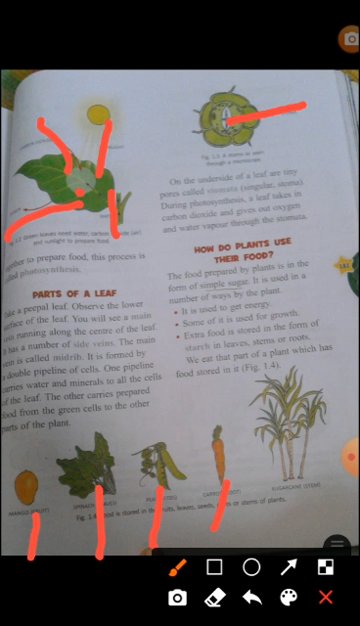 Fig. 1.3 A stoma as seen
through a microscope.
On the underside of a leaf are tiny
pores called stomata (singular, stoma).
During photosynthesis, a leaf takes in
carbon dioxide and gives out oxygen
and water vapour through the stomata.
leaves need water, carbon
and sunlight to prepare food.
together to prepare food, this process is
called photosynthesis.
PARTS OF A LEAF
Take a peepal leaf. Observe the lower
surface of the leaf. You will see a main
vein running along the centre of the leaf.
It has a number of side veins. The main
vein is called midrib. It is formed by
a double pipeline of cells. One pipeline
carries water and minerals to all the cells
of the leaf. The other carries prepared
food from the green cells to the other
parts of the plant.
HOW DO PLANTS USE
THEIR FOOD?
The food prepared by plants is in the
form of simple sugar. It is used in a
number of ways by the plant.
• It is used to get energy.
• Some of it is used for growth.
• Extra food is stored in the form of
starch in leaves, stems or roots.
We eat that part of a plant which has
food stored in it (Fig. 1.4).
MANGO (FRUIT)
SPINACH
CARROT (ROOT)
SUGARCANE (STEM)
Fig. 1.4 Food is stored in the fruits, leaves, seeds, roots or stems of plants.